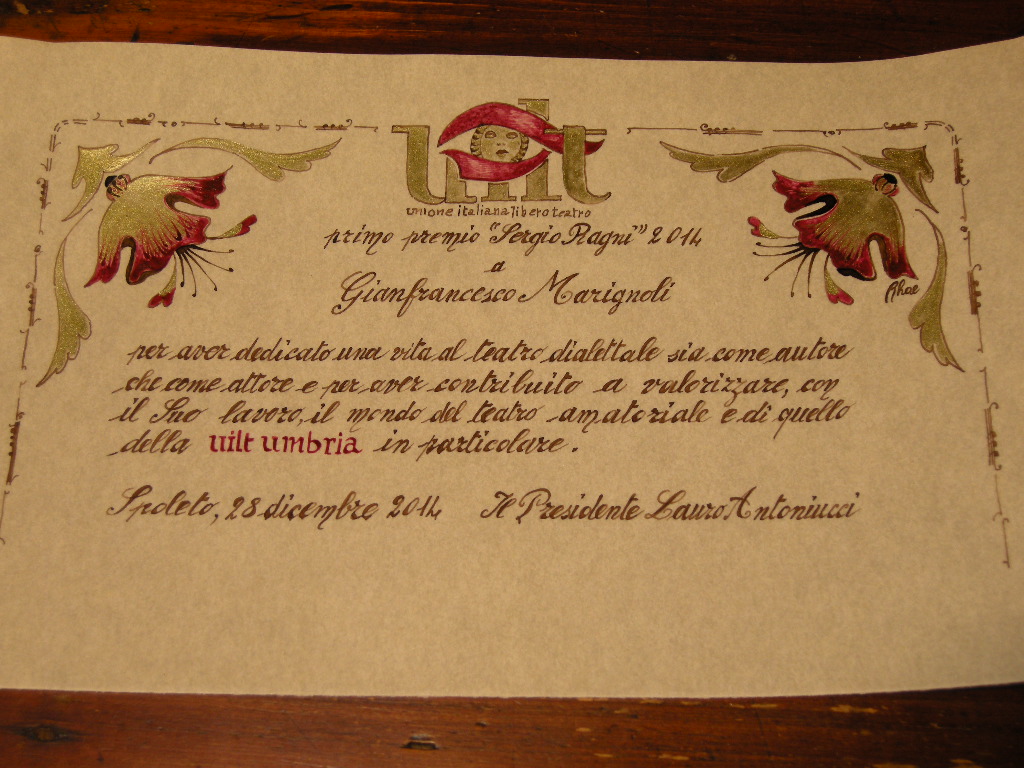 uilt
unione italiana libero teatro
primo premio "Sergio Ragni" 2014
a
Gianfrancesco Marignoli
per aver dedicato una vita al teatro dialettale sia come autore
che come attore e per aver contribuito a valorizzare, con
il Suo lavoro, il mondo del teatro amatoriale e di quello
della uilt umbria in particolare.
Spoleto, 28 dicembre 2014 Il Presidente Lauro Antoniucci